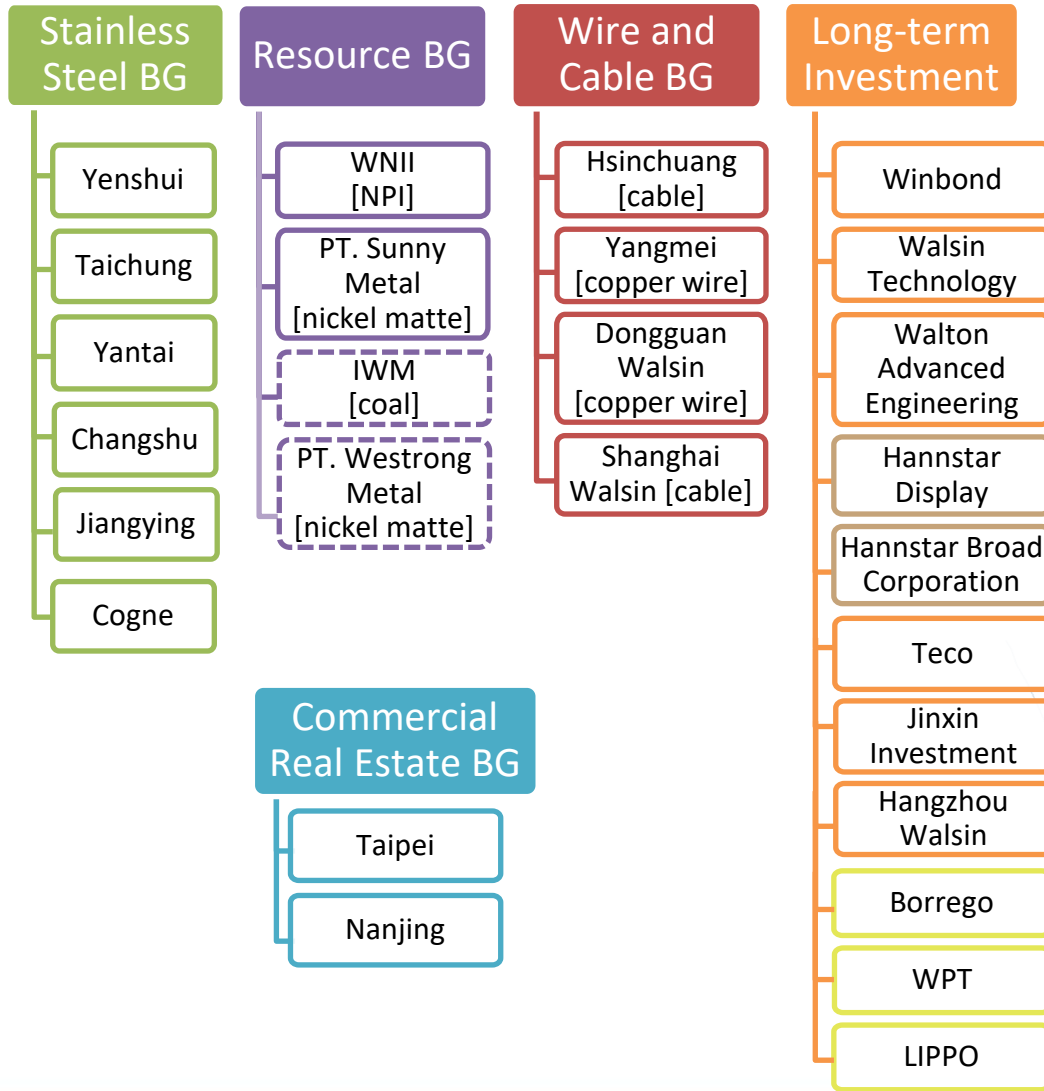 Stainless
Steel BG
Yenshui
Taichung
Yantai
Changshu
Jiangying
Cogne
Resource BG
WNII
[NPI]
PT. Sunny
Metal
[nickel matte]
IWM
[coal]
PT. Westrong
Metal
[nickel matte]
Wire and
Cable BG
Hsinchuang
[cable]
Yangmei
[copper wire]
Dongguan
Walsin
[copper wire]
Shanghai
Walsin [cable]
Long-term
Investment
Winbond
Walsin
Technology
Walton
Advanced
Engineering
Hannstar
Display
Hannstar Broad
Corporation
Teco
Jinxin
Investment
Hangzhou
Walsin
Borrego
WPT
LIPPO
Commercial
Real Estate BG
Taipei
Nanjing